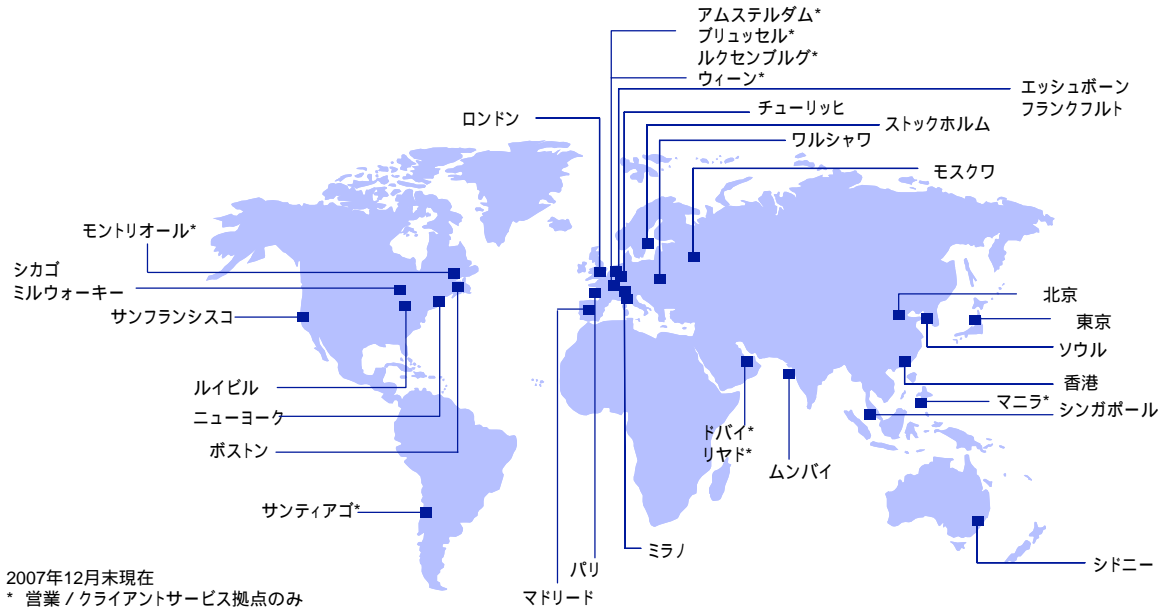 アムステルダム*
ブリュッセル*
ルクセンブルグ*
ウィーン*
エッシュボーン
フランクフルト
チューリッヒ
ロンドン
ストックホルム
ワルシャワ
モスクワ
モントリオール*
シカゴ
ミルウォーキー
サンフランシスコ
北京
東京
ソウル
ルイビル
香港
ニューヨーク
マニラ*
シンガポール
ボストン
ドバイ*
リヤド*
ムンバイ
サンティアゴ*
ミラノ
パリ
シドニー
マドリード
2007年12月末現在
* 営業 / クライアントサービス拠点のみ